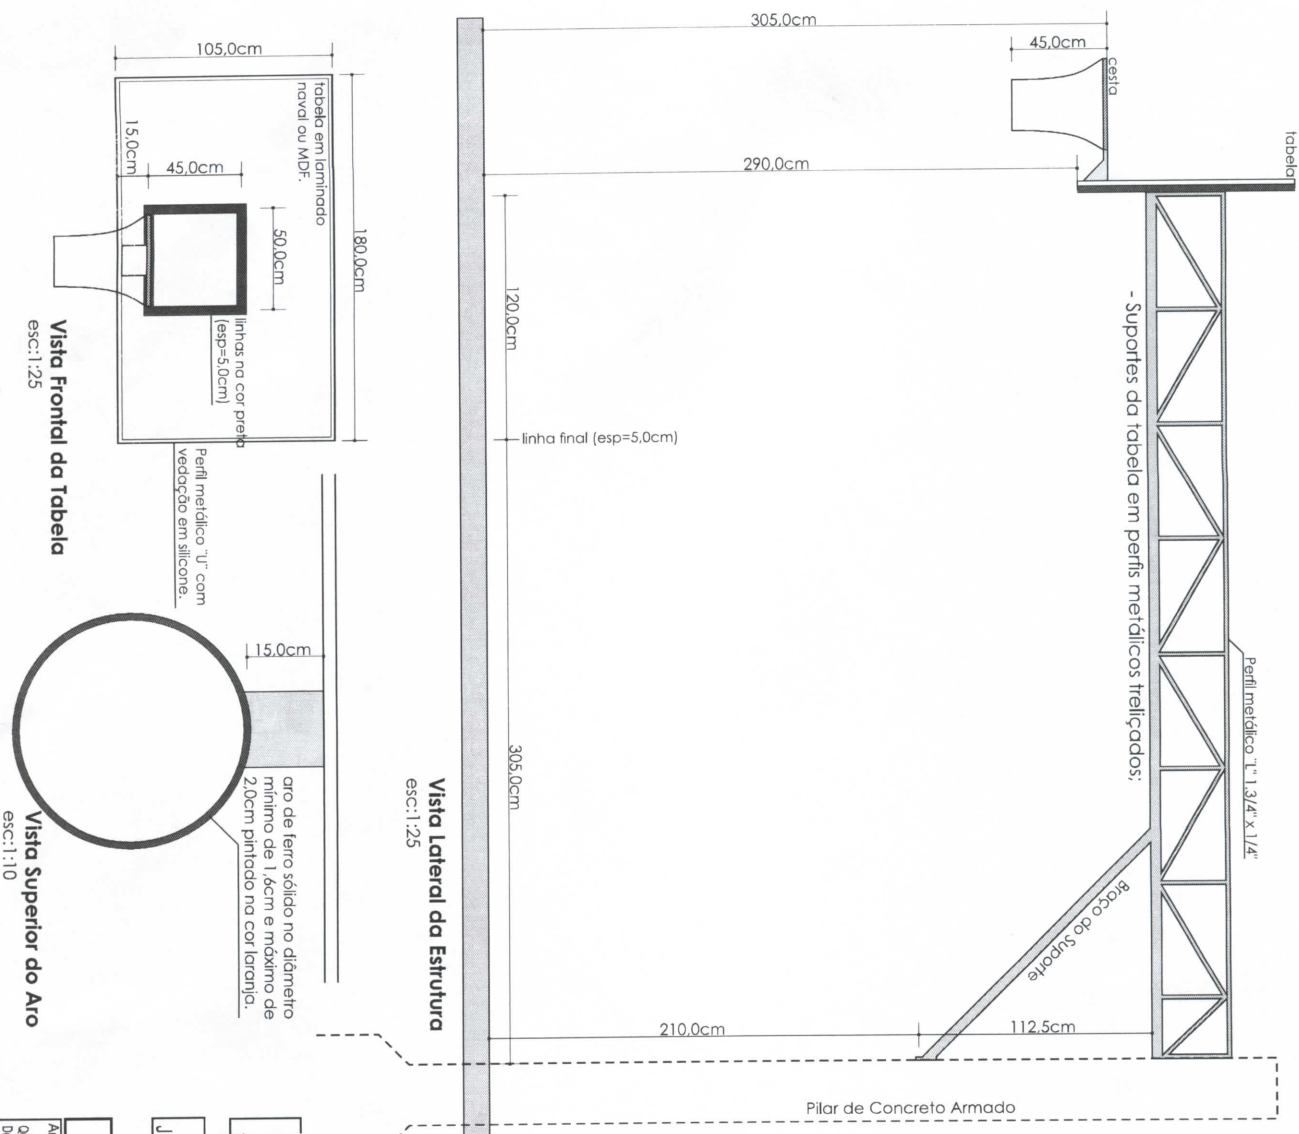 305,0cm
45,0cm
cesta
tabela
290,0cm
120,0cm
linha final (esp=5,0cm)
- Suportes da tabela em perfis metálicos treliçados;
Perfil metálico "L" 1.3/4" x 1/4"
Braço do Suporte
305,0cm
210,0cm
112,5cm
Pilar de Concreto Armado
Vista Lateral da Estrutura
esc:1:25
105,0cm
tabela em laminado
naval ou MDF.
15,0cm
45,0cm
50,0cm
180,0cm
linhas na cor preta
(esp=5,0cm)
Perfil metálico "U" com
vedação em silicone.
Vista Frontal da Tabela
esc:1:25
15,0cm
aro de ferro sólido no diâmetro
mínimo de 1,6cm e máximo de
2,0cm pintado na cor laranja.
Vista Superior do Aro
esc:1:10